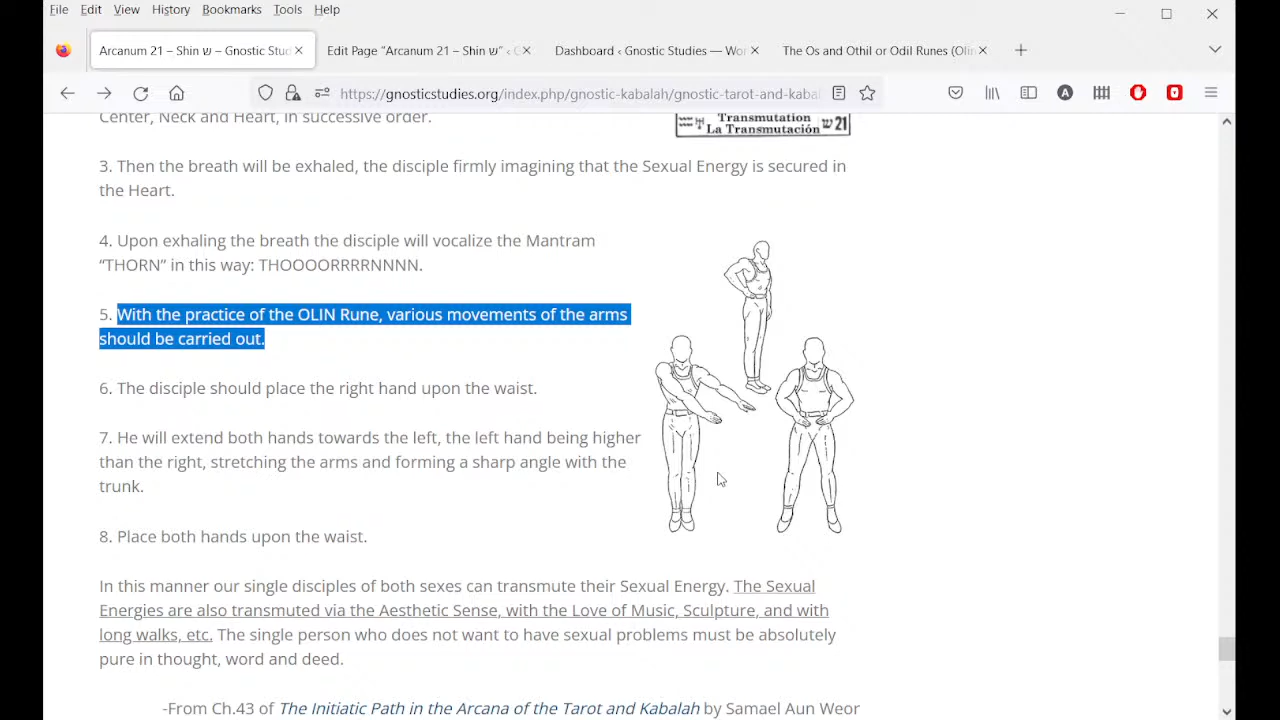 File Edit View History Bookmarks Tools Help
Arcanum 21 – Shin ש – Gnostic Stud
Edit Page “Arcanum 21 – Shin ש” ‹ G
Dashboard ‹ Gnostic Studies — Wor
The Os and Othil or Odil Runes (Olin
https://gnosticstudies.org/index.php/gnostic-kabalah/gnostic-tarot-and-kabal
Center, Neck and Heart, in successive order.
Transmutation
La Transmutación ש 21
3. Then the breath will be exhaled, the disciple firmly imagining that the Sexual Energy is secured in
the Heart.
4. Upon exhaling the breath the disciple will vocalize the Mantram
“THORN” in this way: THOOOORRRRNNNN.
5. With the practice of the OLIN Rune, various movements of the arms
should be carried out.
6. The disciple should place the right hand upon the waist.
7. He will extend both hands towards the left, the left hand being higher
than the right, stretching the arms and forming a sharp angle with the
trunk.
8. Place both hands upon the waist.
In this manner our single disciples of both sexes can transmute their Sexual Energy. The Sexual
Energies are also transmuted via the Aesthetic Sense, with the Love of Music, Sculpture, and with
long walks, etc. The single person who does not want to have sexual problems must be absolutely
pure in thought, word and deed.
-From Ch.43 of The Initiatic Path in the Arcana of the Tarot and Kabalah by Samael Aun Weor